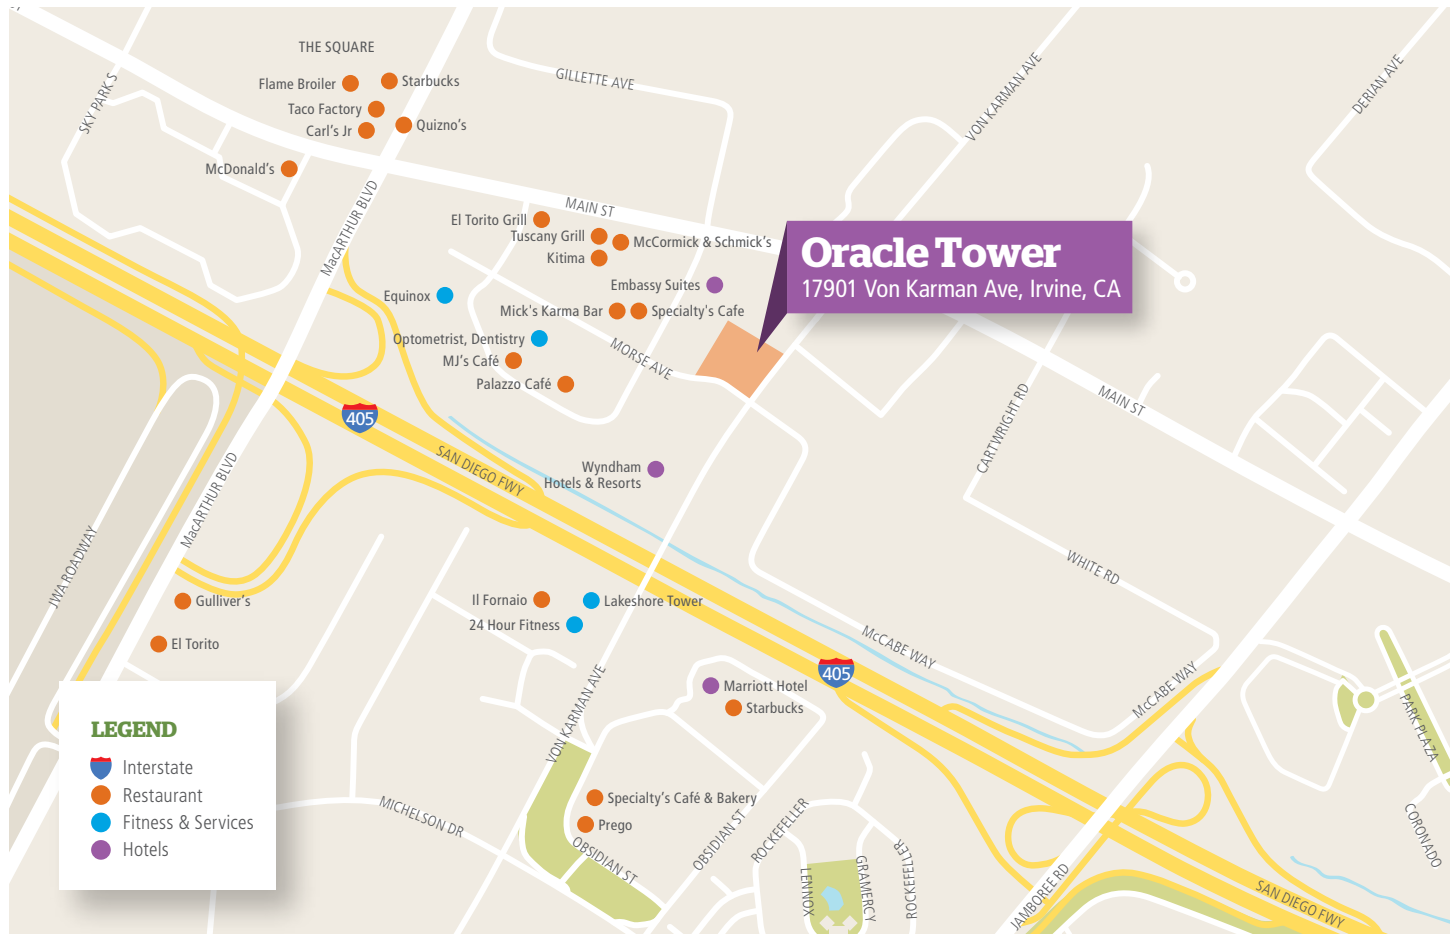 THE SQUARE
Flame Broiler
Starbucks
Taco Factory
Carl's Jr
Quizno's
McDonald's
SKY PARK S
GILLETTE AVE
VON KARMAN AVE
DERIAN AVE
MacARTHUR BLVD
MAIN ST
El Torito Grill
Tuscany Grill
McCormick & Schmick's
Kitima
Embassy Suites
Oracle Tower
17901 Von Karman Ave, Irvine, CA
Equinox
Mick's Karma Bar
Specialty's Cafe
Optometrist, Dentistry
MJ's Café
Palazzo Café
MORSE AVE
405
SAN DIEGO FWY
MAIN ST
CARTWRIGHT RD
Wyndham
Hotels & Resorts
MacARTHUR BLVD
JWA ROADWAY
WHITE RD
Gulliver's
El Torito
Il Fornaio
Lakeshore Tower
24 Hour Fitness
McCABE WAY
405
McCABE WAY
Marriott Hotel
Starbucks
VON KARMAN AVE
PARK PLAZA
CORONADO
LEGEND
Interstate
Restaurant
Fitness & Services
Hotels
MICHELSON DR
Specialty's Café & Bakery
Prego
OBSIDIAN ST
OBSIDIAN ST
ROCKEFELLER
LENNOX
GRAMERCY
ROCKEFELLER
JAMBOREE RD
SAN DIEGO FWY